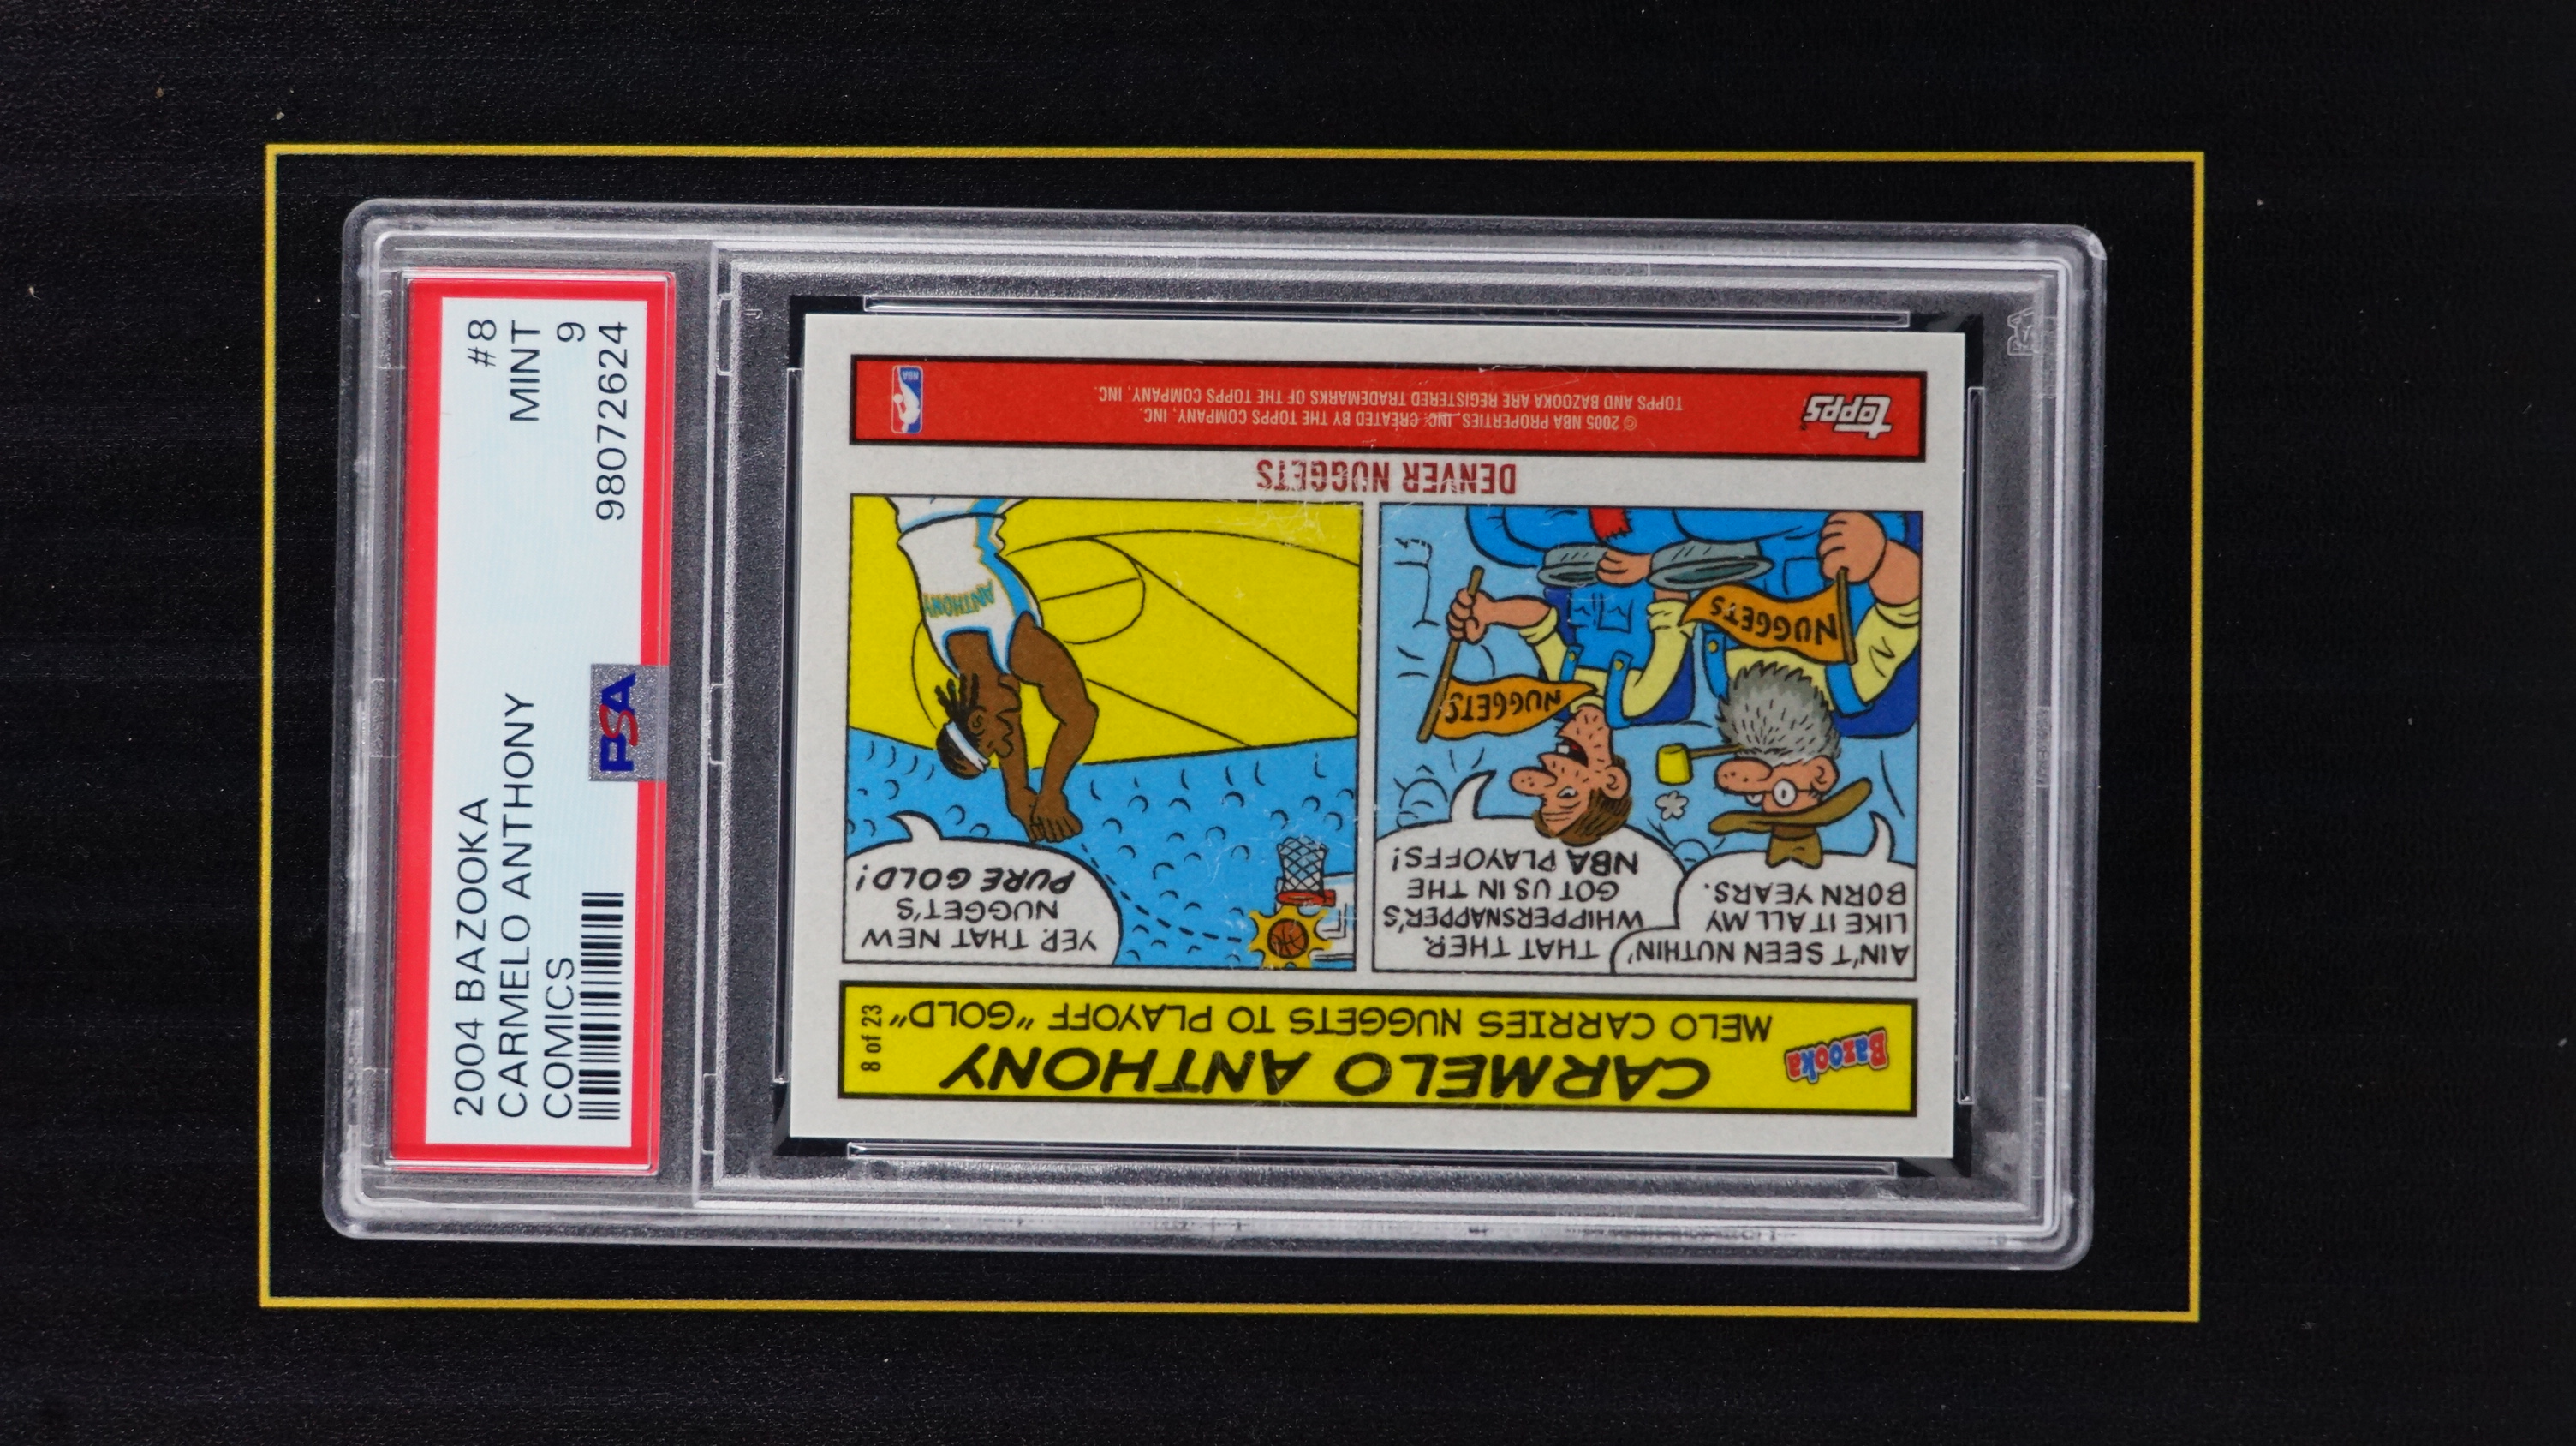 2004 BAZOOKA #8
CARMELO ANTHONY MINT
COMICS 9
PSA 98072624
Bazooka
CARMELO ANTHONY
MELO CARRIES NUGGETS TO PLAYOFF "GOLD"
8 of 23
AIN'T SEEN NUTHIN'
LIKE IT ALL MY
BORN YEARS.
THAT THER
WHIPPERSNAPPER'S
GOT US IN THE
NBA PLAYOFFS!
NUGGETS
NUGGETS
YEP. THAT NEW
NUGGET'S
PURE GOLD!
ANTHONY
DENVER NUGGETS
topps
© 2005 NBA PROPERTIES, INC. CREATED BY THE TOPPS COMPANY, INC.
TOPPS AND BAZOOKA ARE REGISTERED TRADEMARKS OF THE TOPPS COMPANY, INC.
NBA